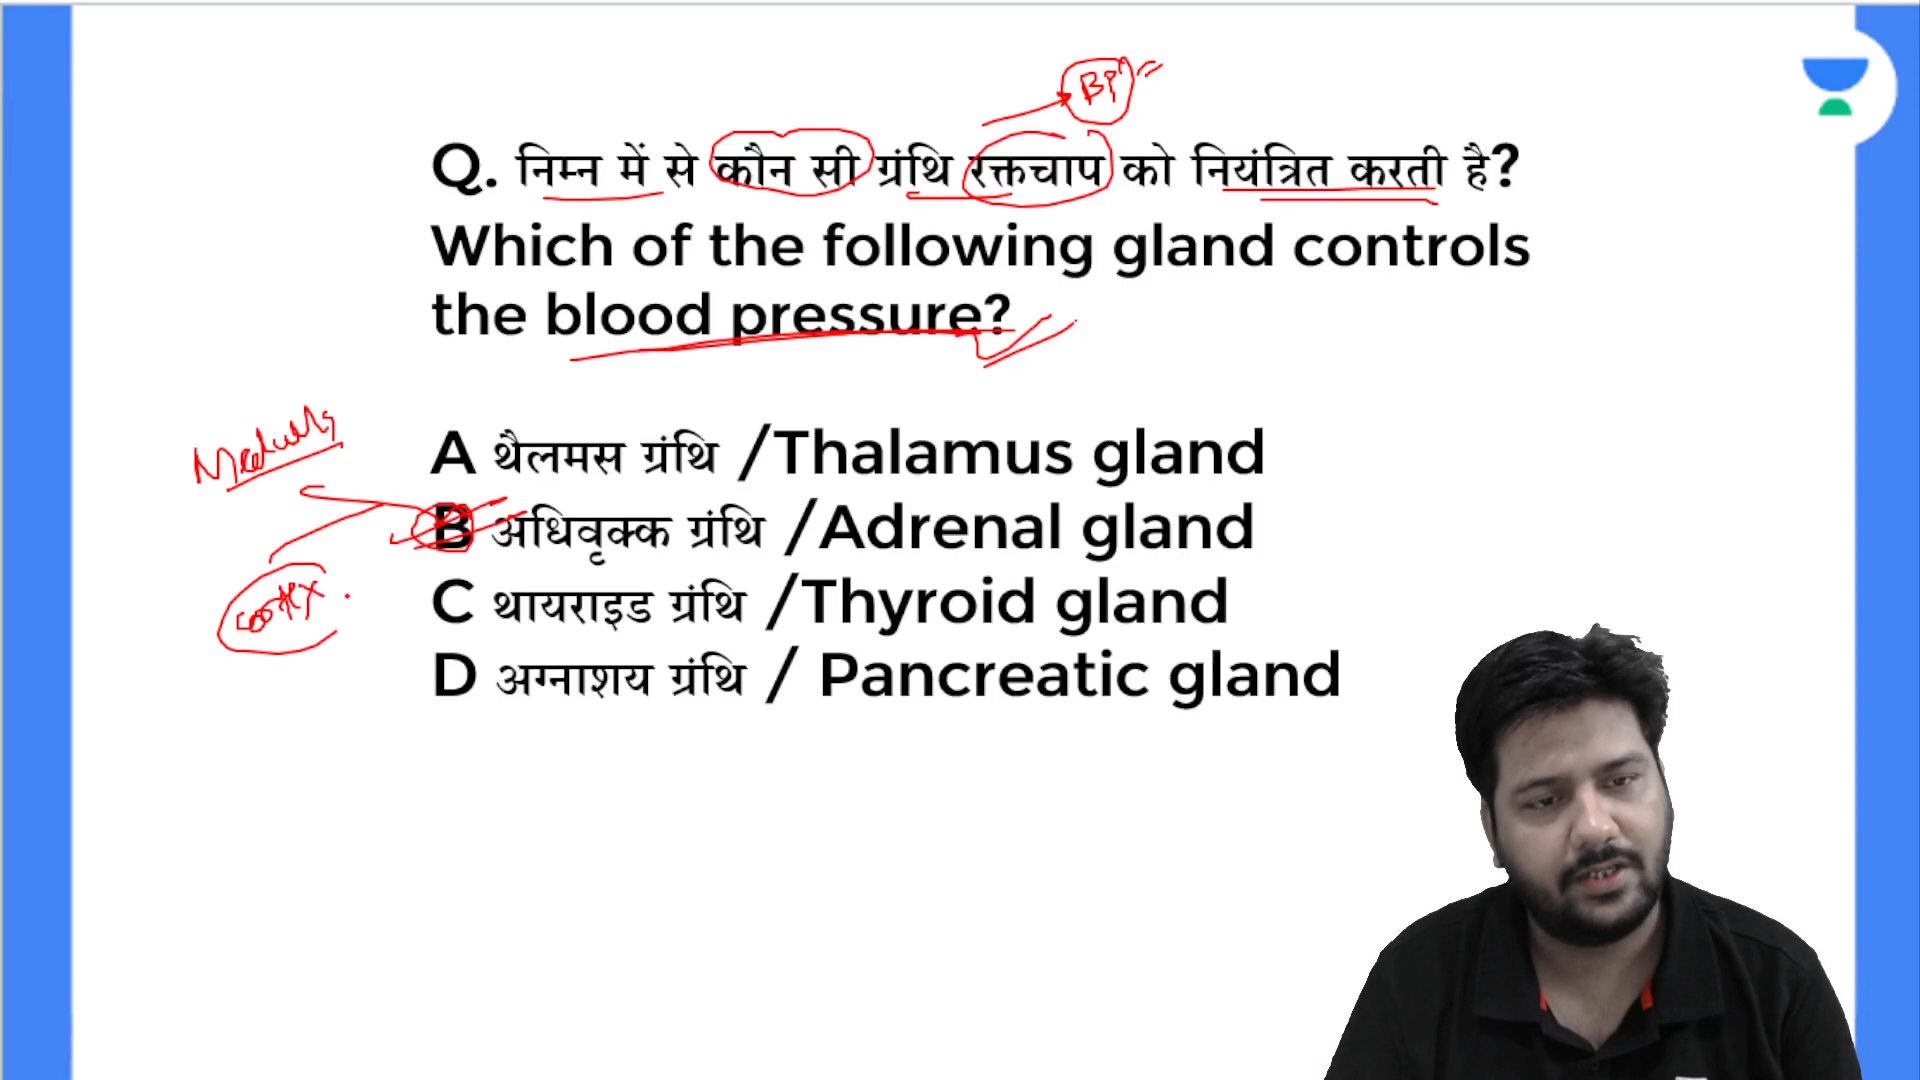 BP
Q. निम्न में से कौन सी ग्रंथि रक्तचाप को नियंत्रित करती है?
Which of the following gland controls
the blood pressure?
Medulla
A थैलमस ग्रंथि /Thalamus gland
B अधिवृक्क ग्रंथि /Adrenal gland
Cortex
C थायराइड ग्रंथि /Thyroid gland
D अग्नाशय ग्रंथि / Pancreatic gland